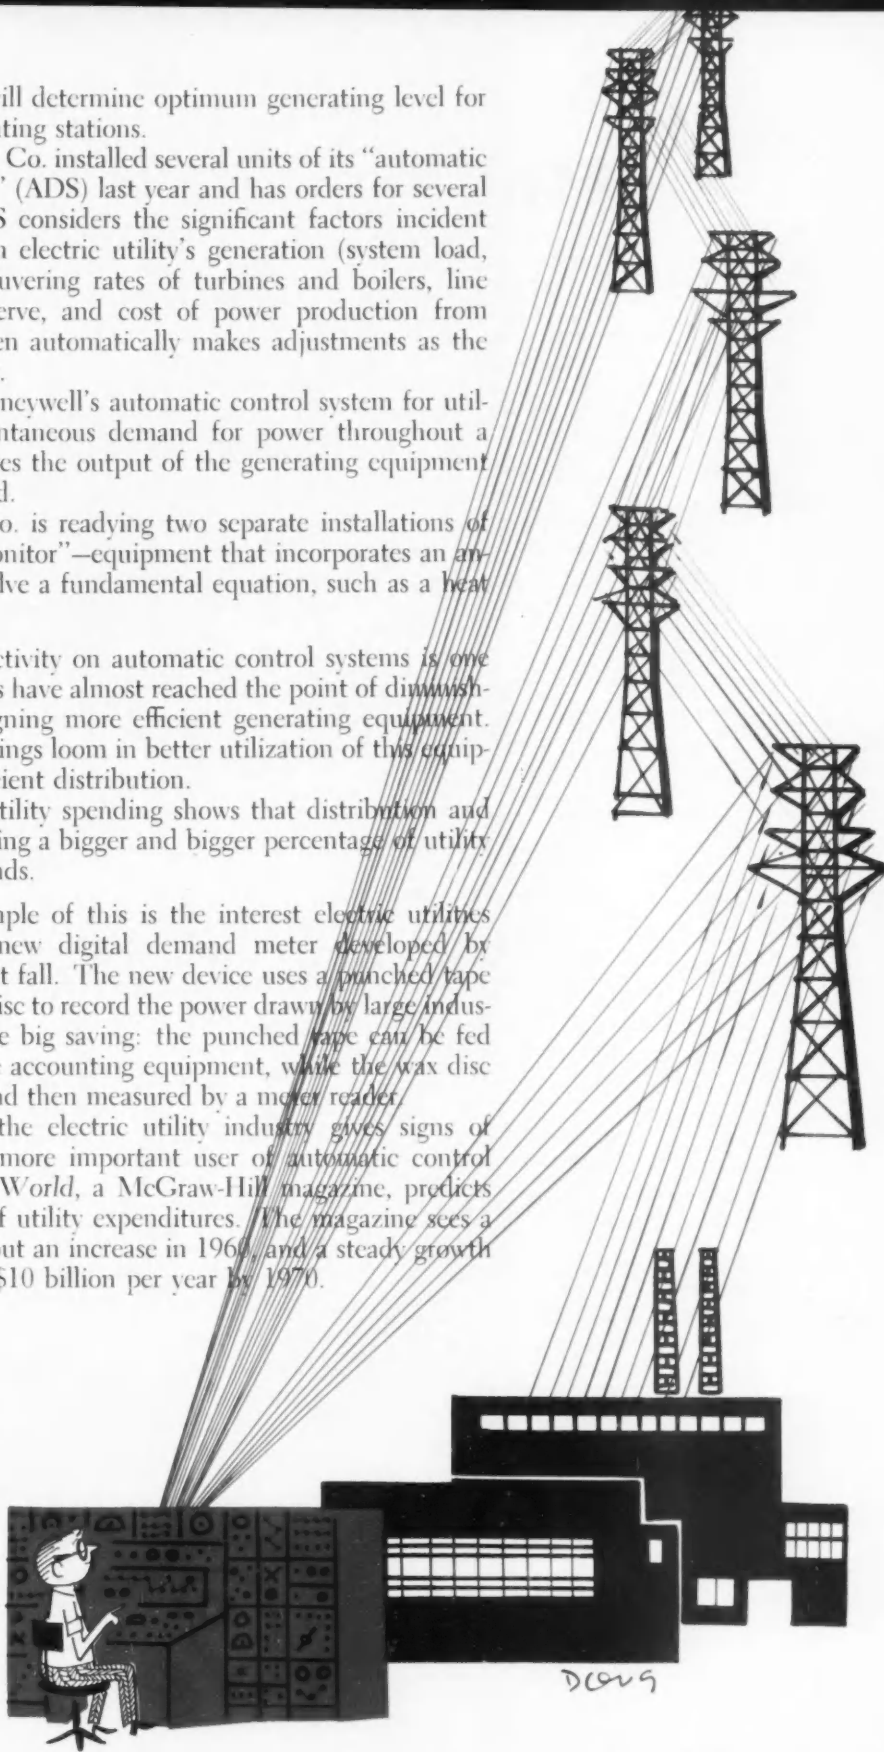 ill determine optimum generating level for
ating stations.
Co. installed several units of its “automatic
” (ADS) last year and has orders for several
S considers the significant factors incident
n electric utility’s generation (system load,
uvering rates of turbines and boilers, line
erve, and cost of power production from
en automatically makes adjustments as the
.
neywell’s automatic control system for util-
ntaneous demand for power throughout a
es the output of the generating equipment
d.
o. is readying two separate installations of
onitor”—equipment that incorporates an an-
lve a fundamental equation, such as a heat
ctivity on automatic control systems is one
s have almost reached the point of diminish-
gning more efficient generating equipment.
ings loom in better utilization of this equip-
cient distribution.
tility spending shows that distribution and
ing a bigger and bigger percentage of utility
nds.
mple of this is the interest electric utilities
new digital demand meter developed by
t fall. The new device uses a punched tape
isc to record the power drawn by large indus-
e big saving: the punched tape can be fed
c accounting equipment, while the wax disc
nd then measured by a meter reader.
the electric utility industry gives signs of
more important user of automatic control
World, a McGraw-Hill magazine, predicts
of utility expenditures. The magazine sees a
out an increase in 1960, and a steady growth
$10 billion per year by 1970.
DOUG